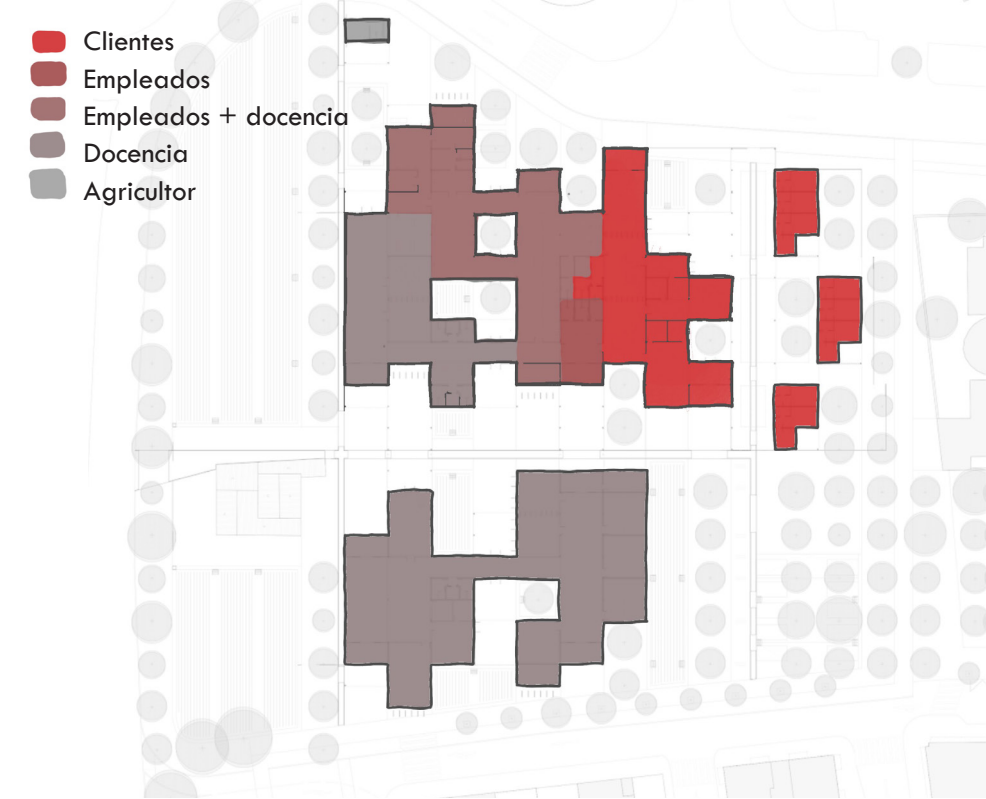 Clientes
Empleados
Empleados + docencia
Docencia
Agricultor